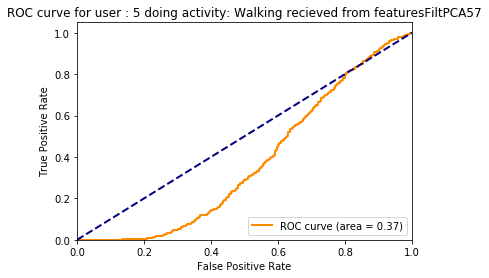 ROC curve for user : 5 doing activity: Walking recieved from featuresFiltPCA57
1.0
0.8
0.6
0.4
0.2
0.0
True Positive Rate
ROC curve (area = 0.37)
0.0 0.2 0.4 0.6 0.8 1.0
False Positive Rate